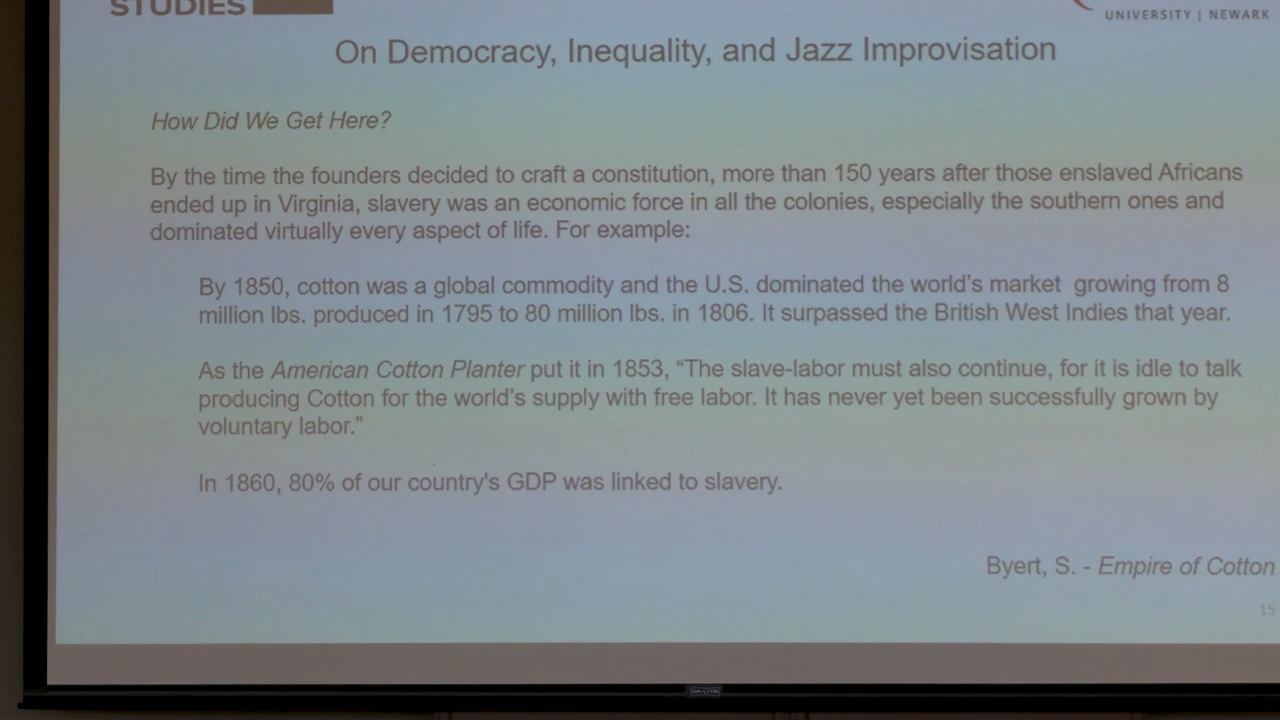 STUDIES
UNIVERSITY | NEWARK
On Democracy, Inequality, and Jazz Improvisation
How Did We Get Here?
By the time the founders decided to craft a constitution, more than 150 years after those enslaved Africans
ended up in Virginia, slavery was an economic force in all the colonies, especially the southern ones and
dominated virtually every aspect of life. For example:
By 1850, cotton was a global commodity and the U.S. dominated the world's market growing from 8
million lbs. produced in 1795 to 80 million lbs. in 1806. It surpassed the British West Indies that year.
As the American Cotton Planter put it in 1853, “The slave-labor must also continue, for it is idle to talk
producing Cotton for the world's supply with free labor. It has never yet been successfully grown by
voluntary labor.”
In 1860, 80% of our country's GDP was linked to slavery.
Byert, S. - Empire of Cotton
15
DA-LITE